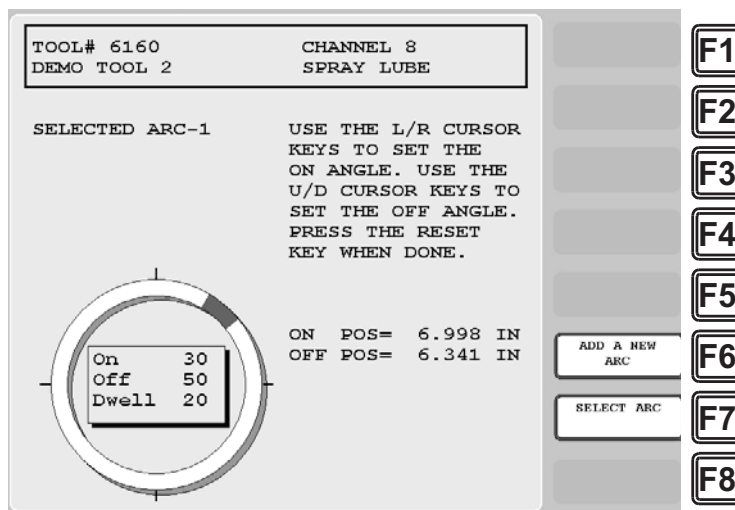 TOOL# 6160
DEMO TOOL 2
CHANNEL 8
SPRAY LUBE
SELECTED ARC-1
USE THE L/R CURSOR
KEYS TO SET THE
ON ANGLE. USE THE
U/D CURSOR KEYS TO
SET THE OFF ANGLE.
PRESS THE RESET
KEY WHEN DONE.
On 30
Off 50
Dwell 20
ON POS= 6.998 IN
OFF POS= 6.341 IN
ADD A NEW
ARC
SELECT ARC
F1
F2
F3
F4
F5
F6
F7
F8